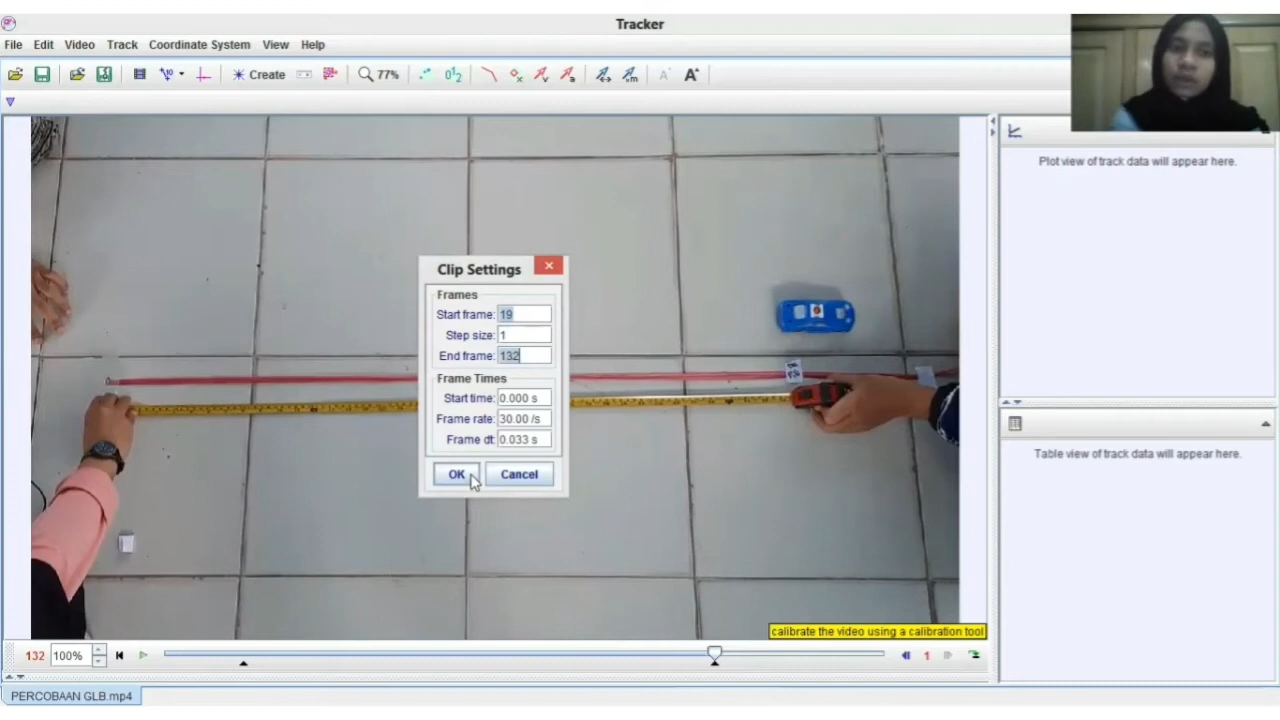 Tracker
File Edit Video Track Coordinate System View Help
Create 77%
Plot view of track data will appear here.
Clip Settings
Frames
Start frame: 19
Step size: 1
End frame: 132
Frame Times
Start time: 0.000 s
Frame rate: 30.00 /s
Frame dt: 0.033 s
OK Cancel
Table view of track data will appear here.
calibrate the video using a calibration tool
132 100% 1
PERCOBAAN GLB.mp4